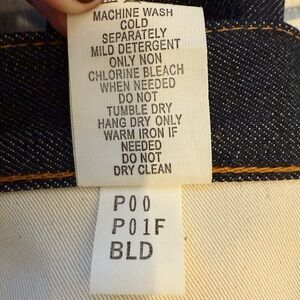 MACHINE WASH
COLD
SEPARATELY
MILD DETERGENT
ONLY NON
CHLORINE BLEACH
WHEN NEEDED
DO NOT
TUMBLE DRY
HANG DRY ONLY
WARM IRON IF
NEEDED
DO NOT
DRY CLEAN
P00
P01F
BLD